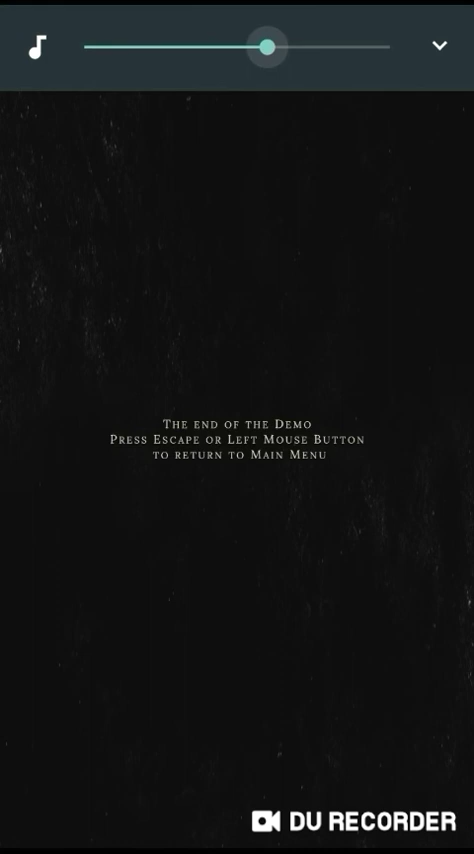 The end of the Demo
Press Escape or Left Mouse Button
to return to Main Menu
DU RECORDER